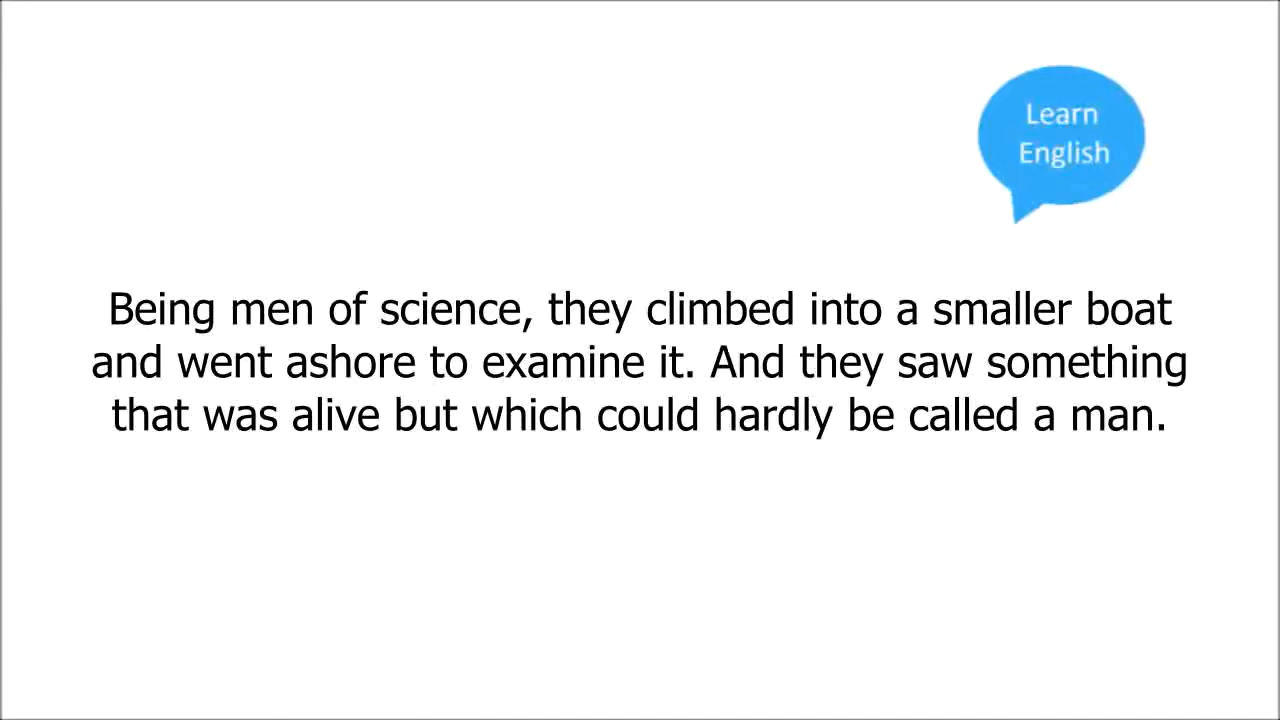 Learn
English
Being men of science, they climbed into a smaller boat
and went ashore to examine it. And they saw something
that was alive but which could hardly be called a man.